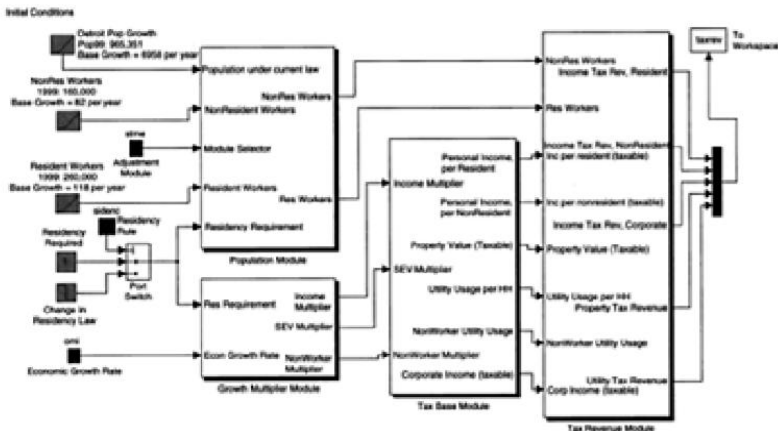 Initial Conditions
Detroit Pop Growth
Pop99: 965,351
Base Growth = 6958 per year
NonRes Workers
1999: 160,000
Base Growth = 82 per year
Adjustment
Module
Resident Workers
1999: 260,000
Base Growth = 118 per year
Residency
Rule
Residency
Required
Port
Switch
Change in
Residency Law
Economic Growth Rate
Population under current law
NonRes Workers
NonResident Workers
Module Selector
Resident Workers
Res Workers
Residency Requirement
Population Module
Res Requirement
Income
Multiplier
SEV Multiplier
Econ Growth Rate
NonWorker
Multiplier
Growth Multiplier Module
Personal Income,
per Resident
Income Multiplier
Personal Income,
per NonResident
Property Value (Taxable)
SEV Multiplier
Utility Usage per HH
NonWorker Utility Usage
NonWorker Multiplier
Corporate Income (taxable)
Tax Base Module
NonRes Workers
Income Tax Rev, Resident
Res Workers
Income Tax Rev, NonResident
Inc per resident (taxable)
Inc per nonresident (taxable)
Income Tax Rev, Corporate
Property Value (Taxable)
Utility Usage per HH
Property Tax Revenue
NonWorker Utility Usage
Utility Tax Revenue
Corp Income (taxable)
Tax Revenue Module
taxrev
To
Workspace